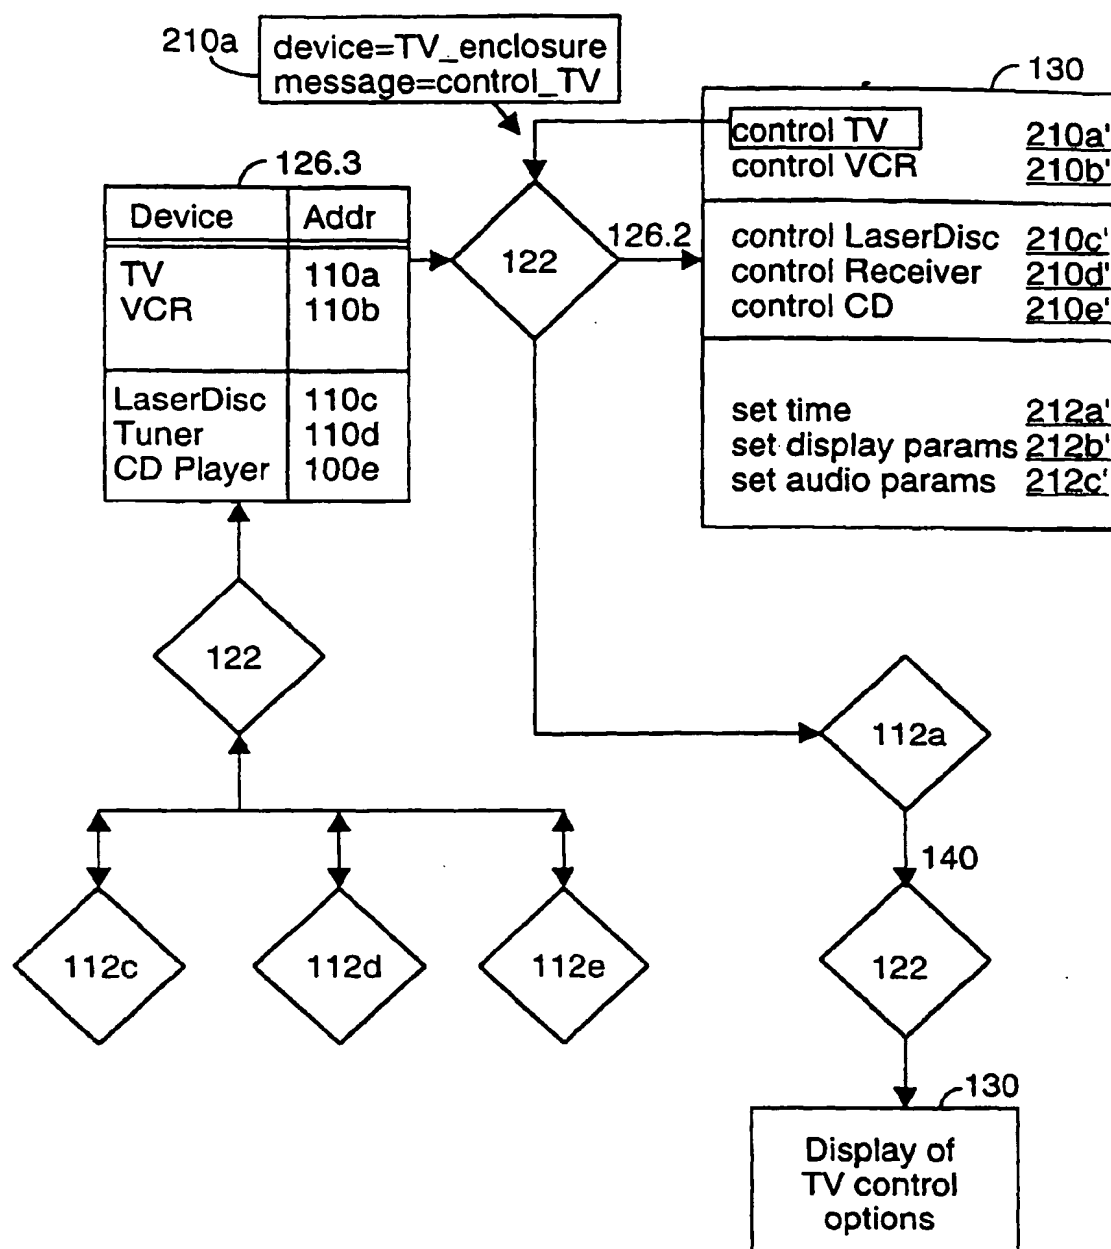 210a
device=TV_enclosure
message=control_TV
130
control TV 210a'
control VCR 210b'
control LaserDisc 210c'
control Receiver 210d'
control CD 210e'
set time 212a'
set display params 212b'
set audio params 212c'
126.3
Device Addr
TV 110a
VCR 110b
LaserDisc 110c
Tuner 110d
CD Player 100e
122
126.2
122
112a
140
112c
112d
112e
122
130
Display of
TV control
options